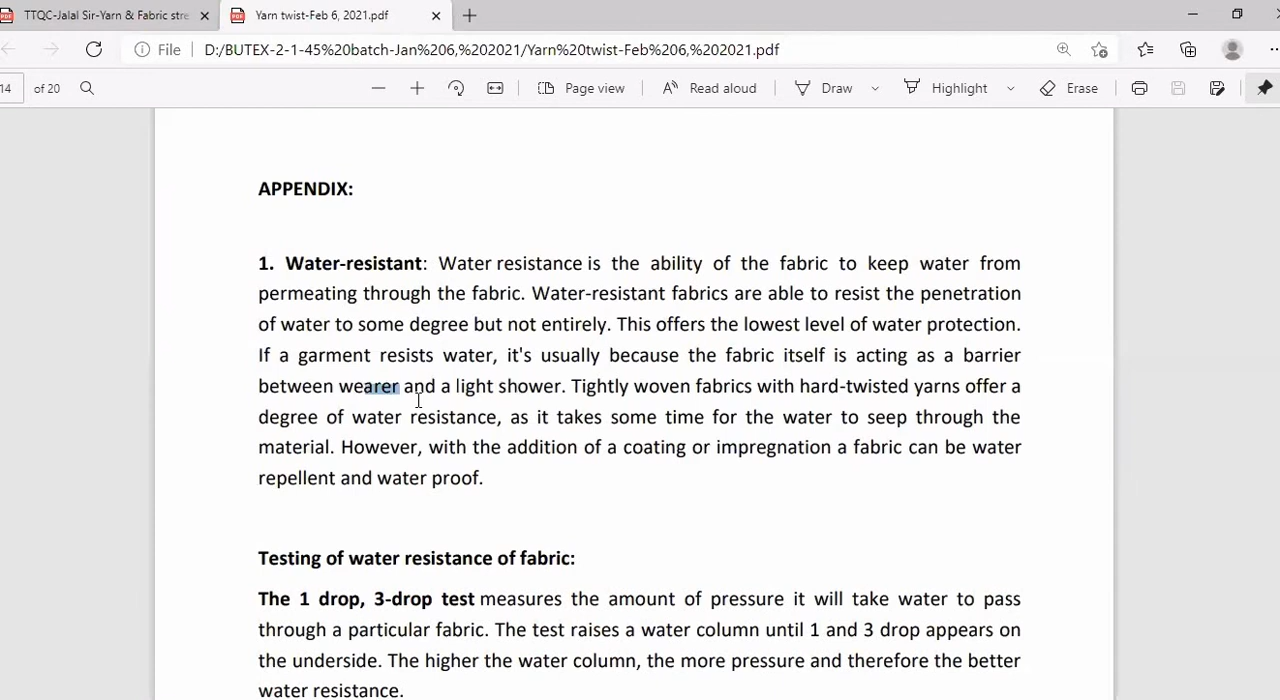 TTQC-Jalal Sir-Yarn & Fabric stre
Yarn twist-Feb 6, 2021.pdf
File
D:/BUTEX-2-1-45%20batch-Jan%206,%202021/Yarn%20twist-Feb%206,%202021.pdf
14 of 20
Page view
Read aloud
Draw
Highlight
Erase
APPENDIX:
1. Water-resistant: Water resistance is the ability of the fabric to keep water from
permeating through the fabric. Water-resistant fabrics are able to resist the penetration
of water to some degree but not entirely. This offers the lowest level of water protection.
If a garment resists water, it's usually because the fabric itself is acting as a barrier
between wearer and a light shower. Tightly woven fabrics with hard-twisted yarns offer a
degree of water resistance, as it takes some time for the water to seep through the
material. However, with the addition of a coating or impregnation a fabric can be water
repellent and water proof.
Testing of water resistance of fabric:
The 1 drop, 3-drop test measures the amount of pressure it will take water to pass
through a particular fabric. The test raises a water column until 1 and 3 drop appears on
the underside. The higher the water column, the more pressure and therefore the better
water resistance.